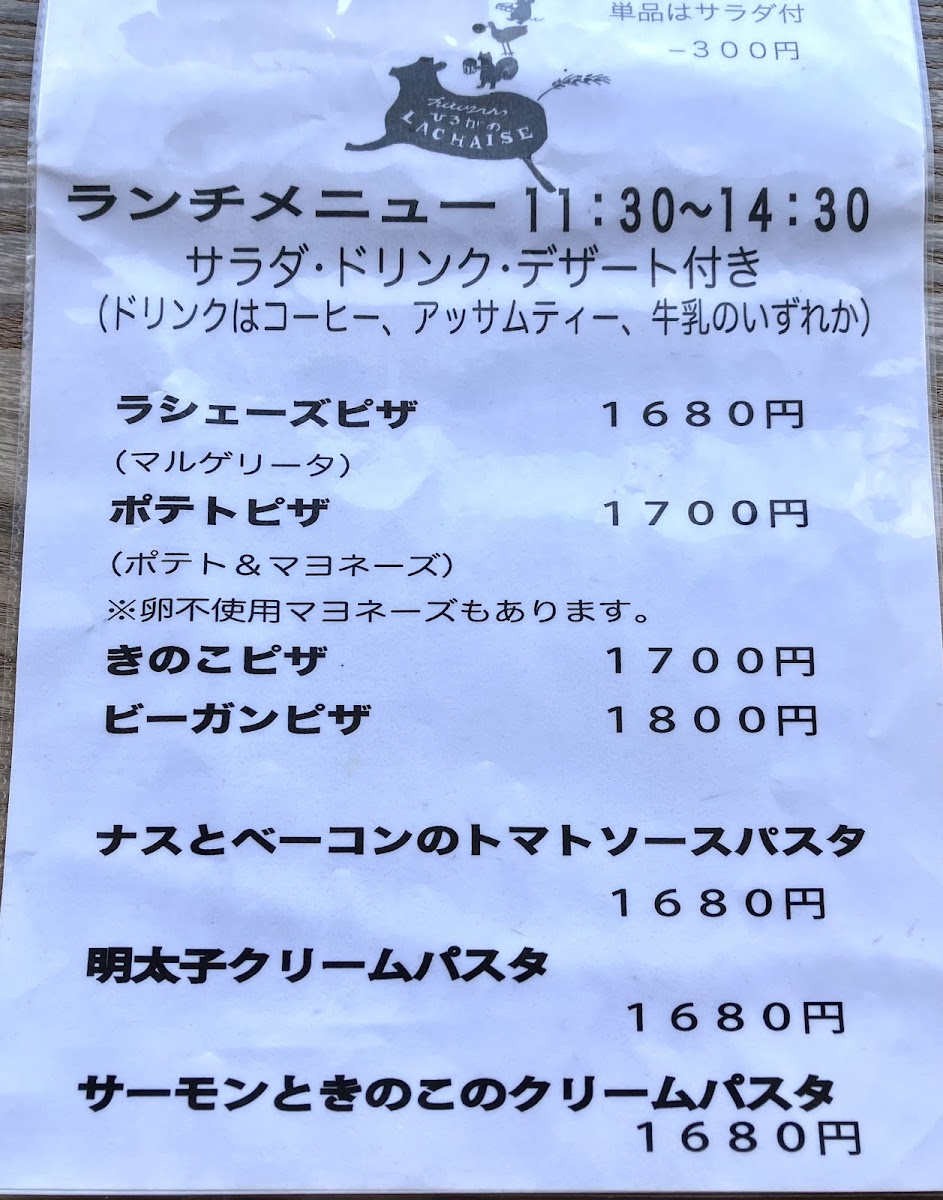 単品はサラダ付
−300円
ひるがの
LACHAISE
ランチメニュー 11:30~14:30
サラダ・ドリンク・デザート付き
(ドリンクはコーヒー、アッサムティー、牛乳のいずれか)
ラシェーズピザ 1680円
(マルゲリータ)
ポテトピザ 1700円
(ポテト&マヨネーズ)
※卵不使用マヨネーズもあります。
きのこピザ 1700円
ビーガンピザ 1800円
ナスとベーコンのトマトソースパスタ
1680円
明太子クリームパスタ
1680円
サーモンときのこのクリームパスタ
1680円